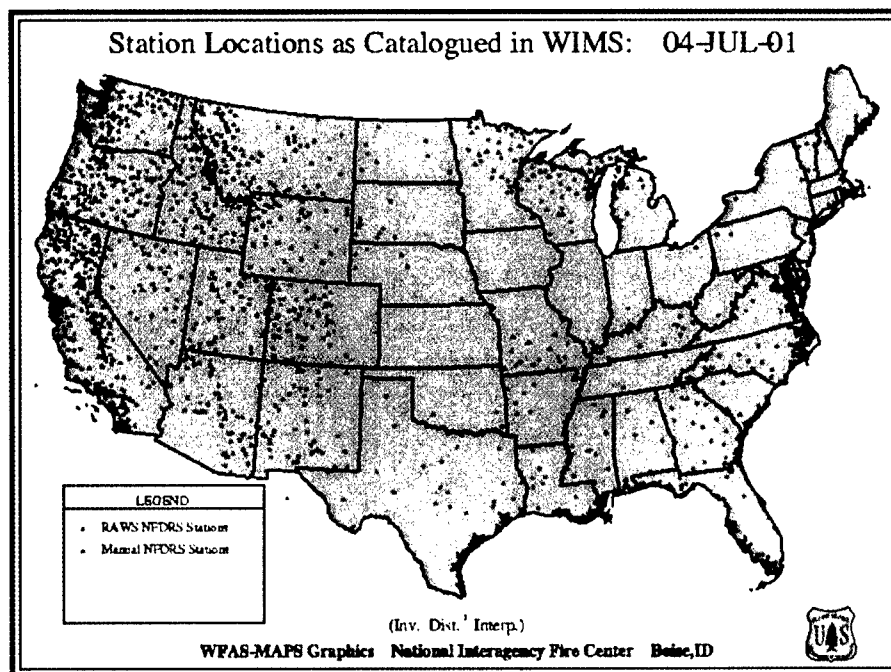 Station Locations as Catalogued in WIMS: 04-JUL-01
LEGEND
RAWS NFDRS Stations
Manual NFDRS Stations
(Inv. Dist.² Interp.)
WFAS-MAPS Graphics National Interagency Fire Center Boise,ID
US